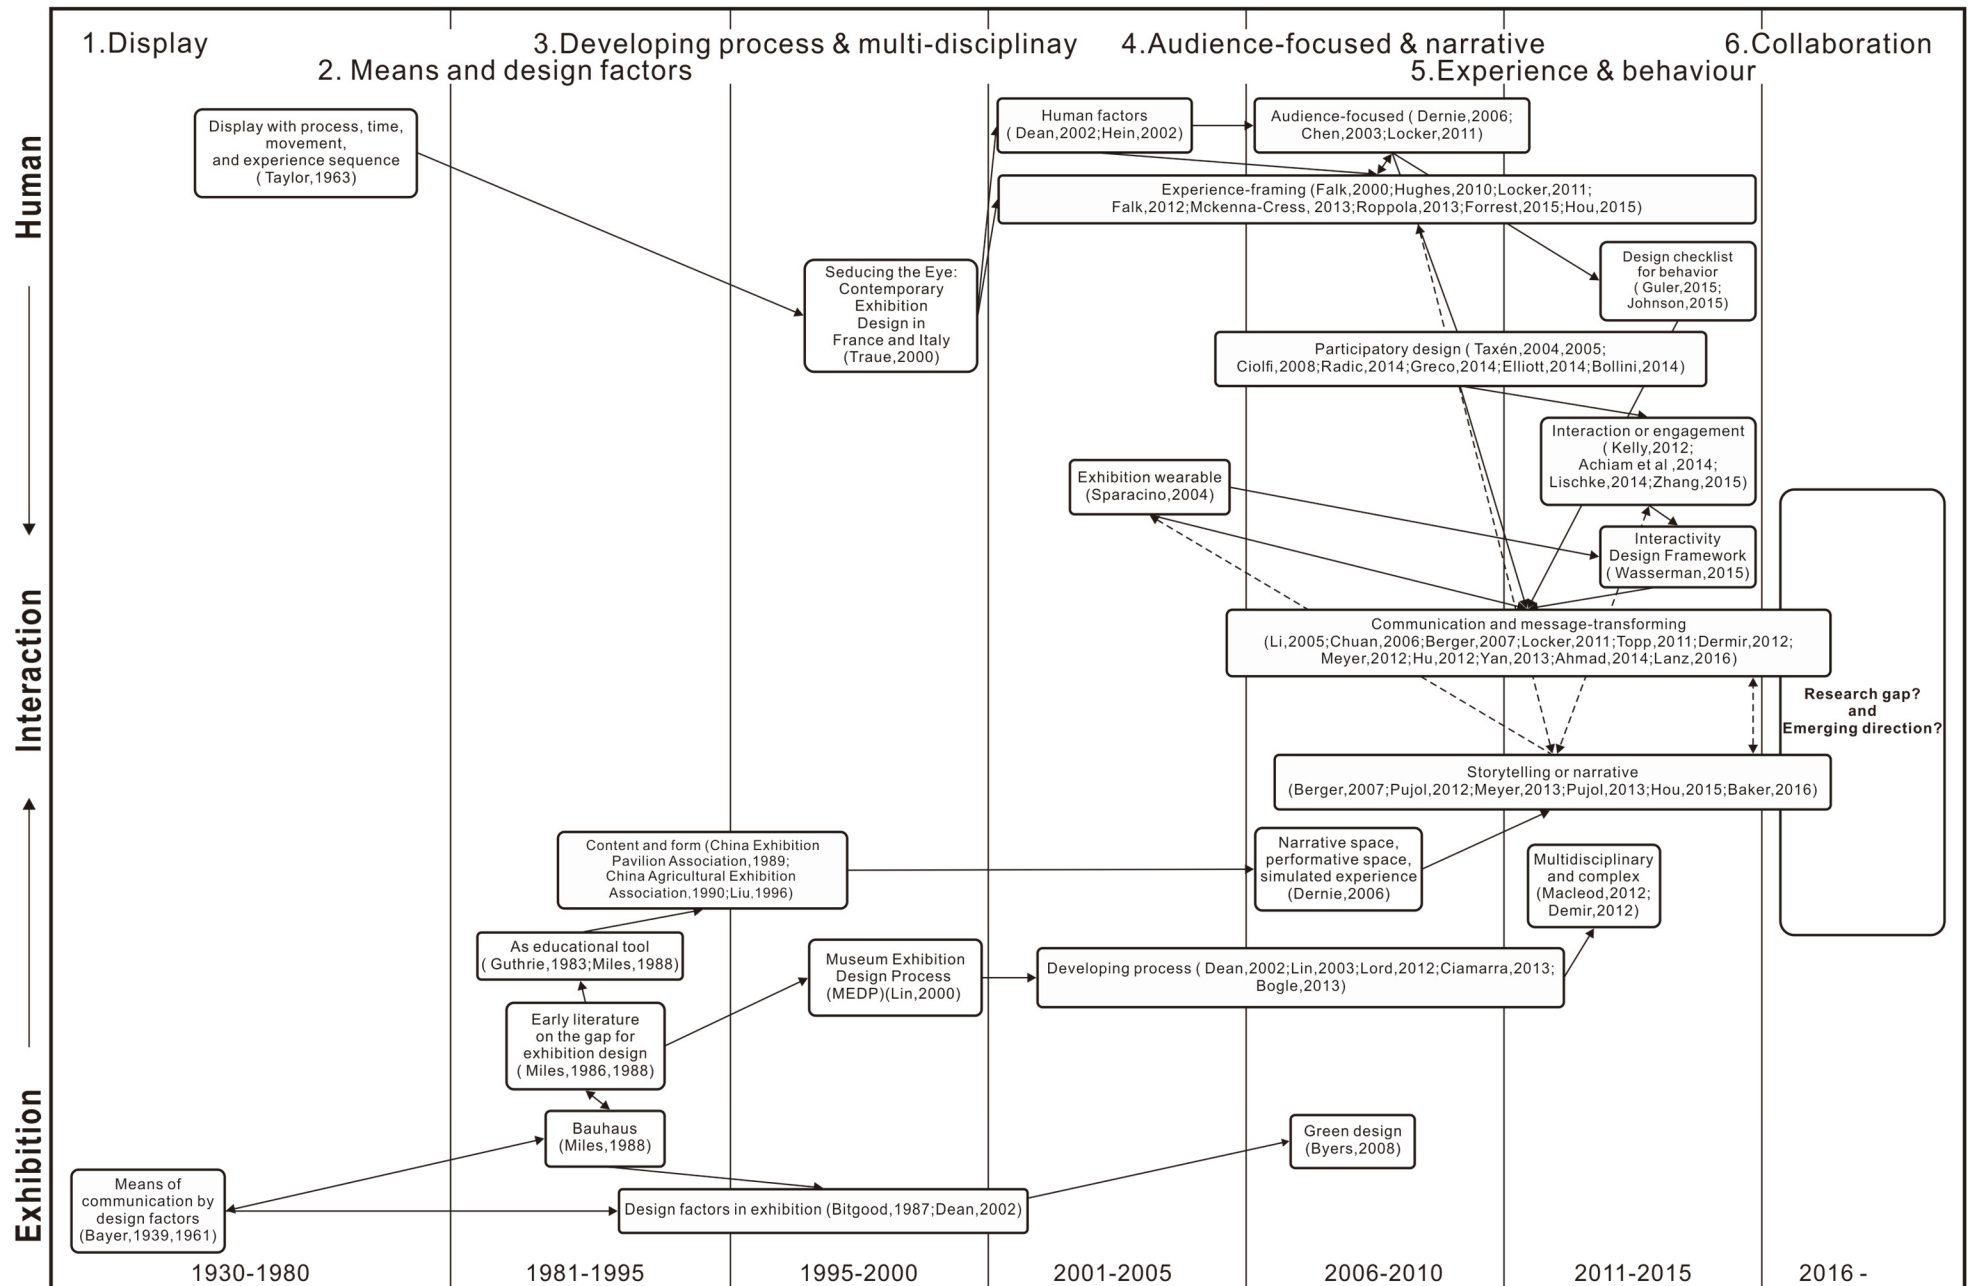 1.Display
2. Means and design factors
3.Developing process & multi-disciplinay
4.Audience-focused & narrative
5.Experience & behaviour
6.Collaboration
Human
Interaction
Exhibition
Display with process, time,
movement,
and experience sequence
( Taylor,1963)
Seducing the Eye:
Contemporary
Exhibition
Design in
France and Italy
(Traue,2000)
Human factors
( Dean,2002;Hein,2002)
Audience-focused ( Dernie,2006;
Chen,2003;Locker,2011)
Experience-framing (Falk,2000;Hughes,2010;Locker,2011;
Falk,2012;Mckenna-Cress, 2013;Roppola,2013;Forrest,2015;Hou,2015)
Design checklist
for behavior
( Guler,2015;
Johnson,2015)
Participatory design ( Taxén,2004,2005;
Ciolfi,2008;Radic,2014;Greco,2014;Elliott,2014;Bollini,2014)
Interaction or engagement
( Kelly,2012;
Achiam et al ,2014;
Lischke,2014;Zhang,2015)
Exhibition wearable
(Sparacino,2004)
Interactivity
Design Framework
( Wasserman,2015)
Communication and message-transforming
(Li,2005;Chuan,2006;Berger,2007;Locker,2011;Topp,2011;Dermir,2012;
Meyer,2012;Hu,2012;Yan,2013;Ahmad,2014;Lanz,2016)
Research gap?
and
Emerging direction?
Storytelling or narrative
(Berger,2007;Pujol,2012;Meyer,2013;Pujol,2013;Hou,2015;Baker,2016)
Content and form (China Exhibition
Pavilion Association,1989;
China Agricultural Exhibition
Association,1990;Liu,1996)
Narrative space,
performative space,
simulated experience
(Dernie,2006)
Multidisciplinary
and complex
(Macleod,2012;
Demir,2012)
As educational tool
( Guthrie,1983;Miles,1988)
Museum Exhibition
Design Process
(MEDP)(Lin,2000)
Developing process ( Dean,2002;Lin,2003;Lord,2012;Ciamarra,2013;
Bogle,2013)
Early literature
on the gap for
exhibition design
( Miles,1986,1988)
Bauhaus
(Miles,1988)
Green design
(Byers,2008)
Means of
communication by
design factors
(Bayer,1939,1961)
Design factors in exhibition (Bitgood,1987;Dean,2002)
1930-1980
1981-1995
1995-2000
2001-2005
2006-2010
2011-2015
2016 -